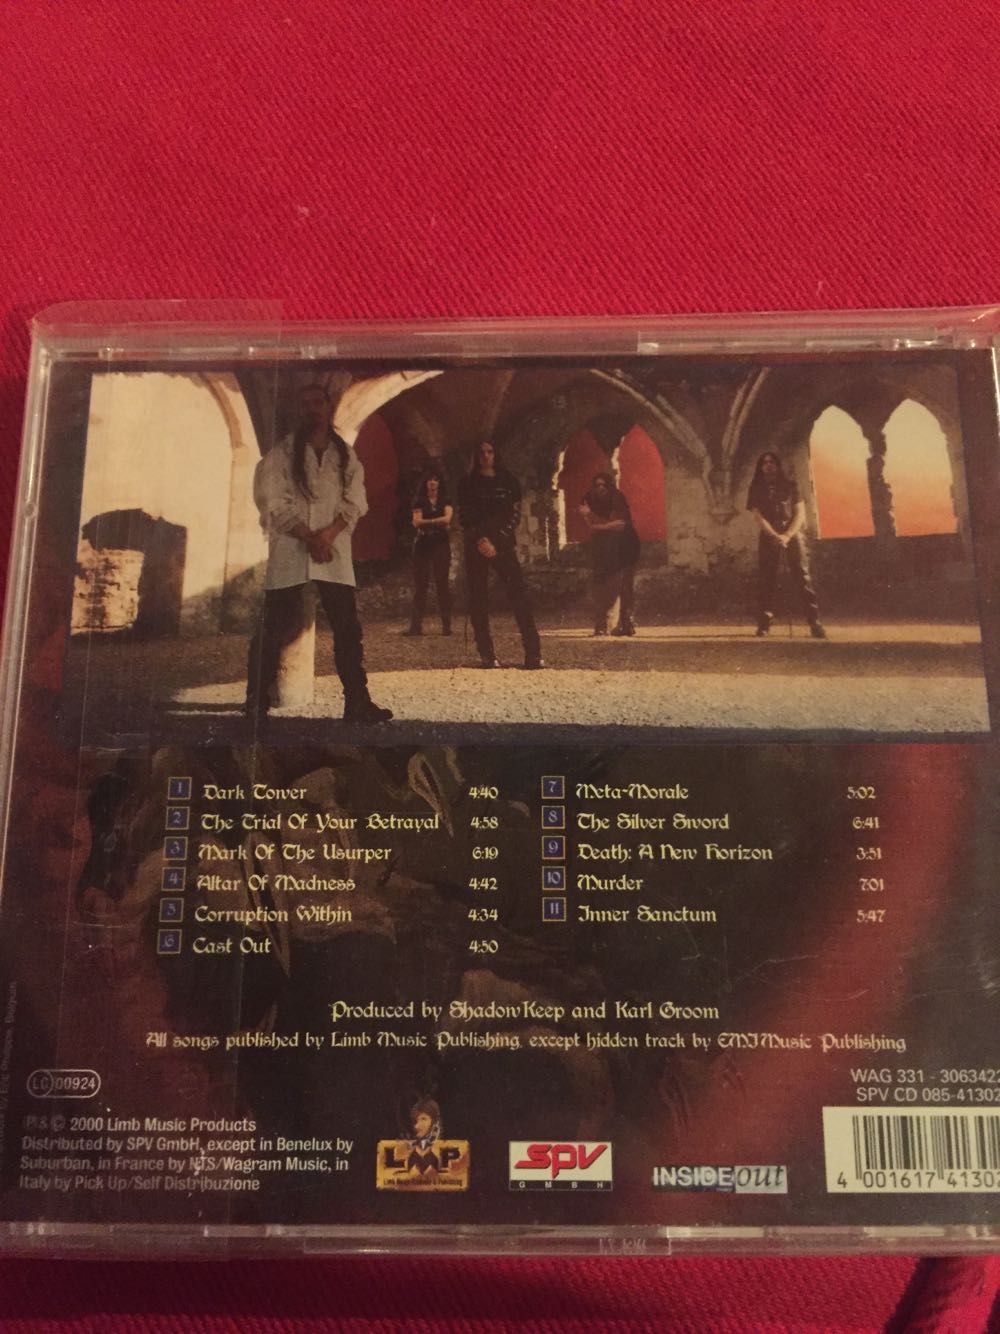 1 Dark Tower 4:40
2 The Trial Of Your Betrayal 4:58
3 Mark Of The Usurper 6:19
4 Altar Of Madness 4:42
5 Corruption Within 4:34
6 Cast Out 4:50
7 Meta-Morale 5:02
8 The Silver Sword 6:41
9 Death: A New Horizon 3:51
10 Murder 7:01
11 Inner Sanctum 5:47
Produced by ShadowKeep and Karl Groom
All songs published by Limb Music Publishing, except hidden track by EMI Music Publishing
LC 00924
WAG 331 - 3063422
SPV CD 085-41302
℗ & © 2000 Limb Music Products
Distributed by SPV GmbH, except in Benelux by
Suburban, in France by NTS/Wagram Music, in
Italy by Pick Up/Self Distribuzione
LMP
Limb Music Products & Publishing
SPV
GMBH
INSIDEout
4 001617 41302